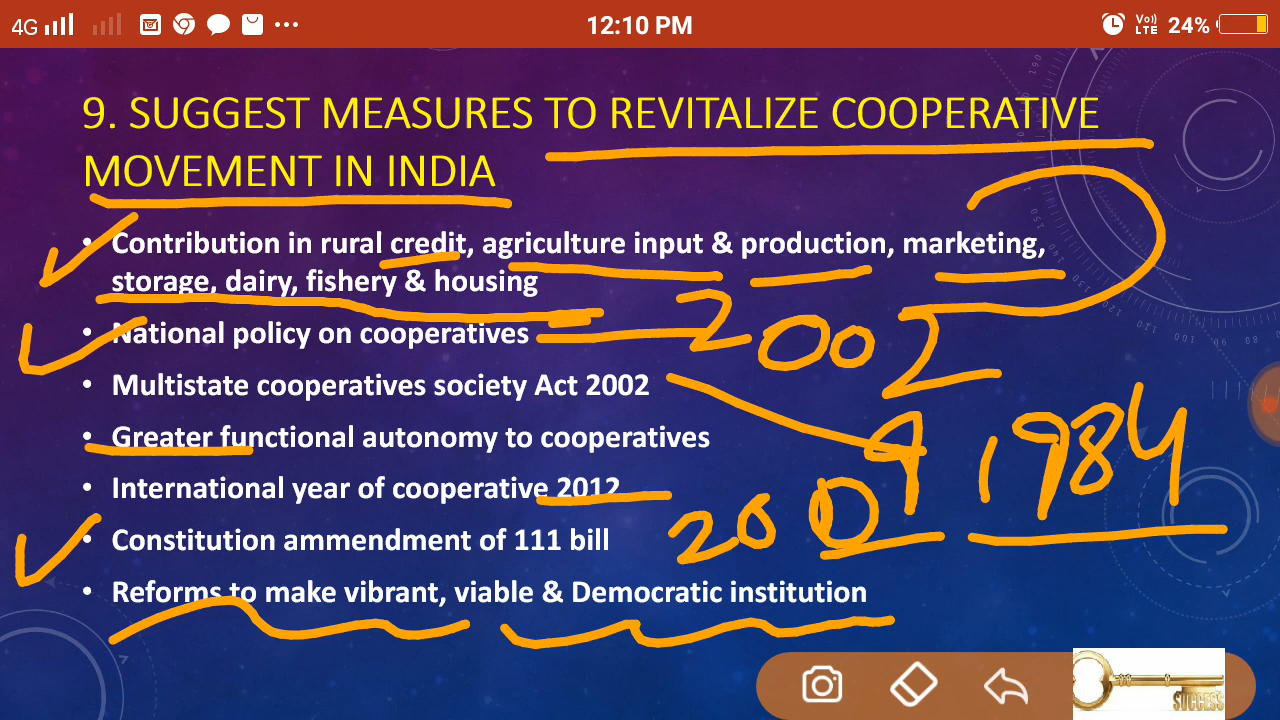 4G 12:10 PM Vo)) LTE 24%
9. SUGGEST MEASURES TO REVITALIZE COOPERATIVE
MOVEMENT IN INDIA
• Contribution in rural credit, agriculture input & production, marketing,
storage, dairy, fishery & housing
• National policy on cooperatives 2002
• Multistate cooperatives society Act 2002
• Greater functional autonomy to cooperatives
1984
• International year of cooperative 2012
2009
• Constitution ammendment of 111 bill
• Reforms to make vibrant, viable & Democratic institution
SUCCESS